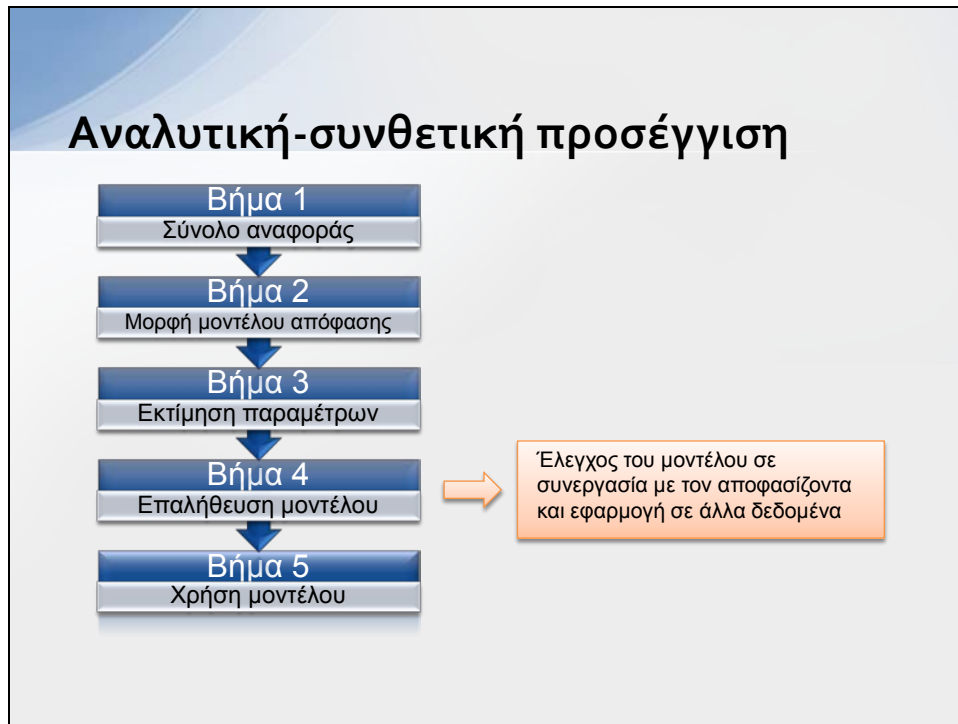 Αναλυτική-συνθετική προσέγγιση
Βήμα 1
Σύνολο αναφοράς
Βήμα 2
Μορφή μοντέλου απόφασης
Βήμα 3
Εκτίμηση παραμέτρων
Βήμα 4
Επαλήθευση μοντέλου
Έλεγχος του μοντέλου σε
συνεργασία με τον αποφασίζοντα
και εφαρμογή σε άλλα δεδομένα
Βήμα 5
Χρήση μοντέλου